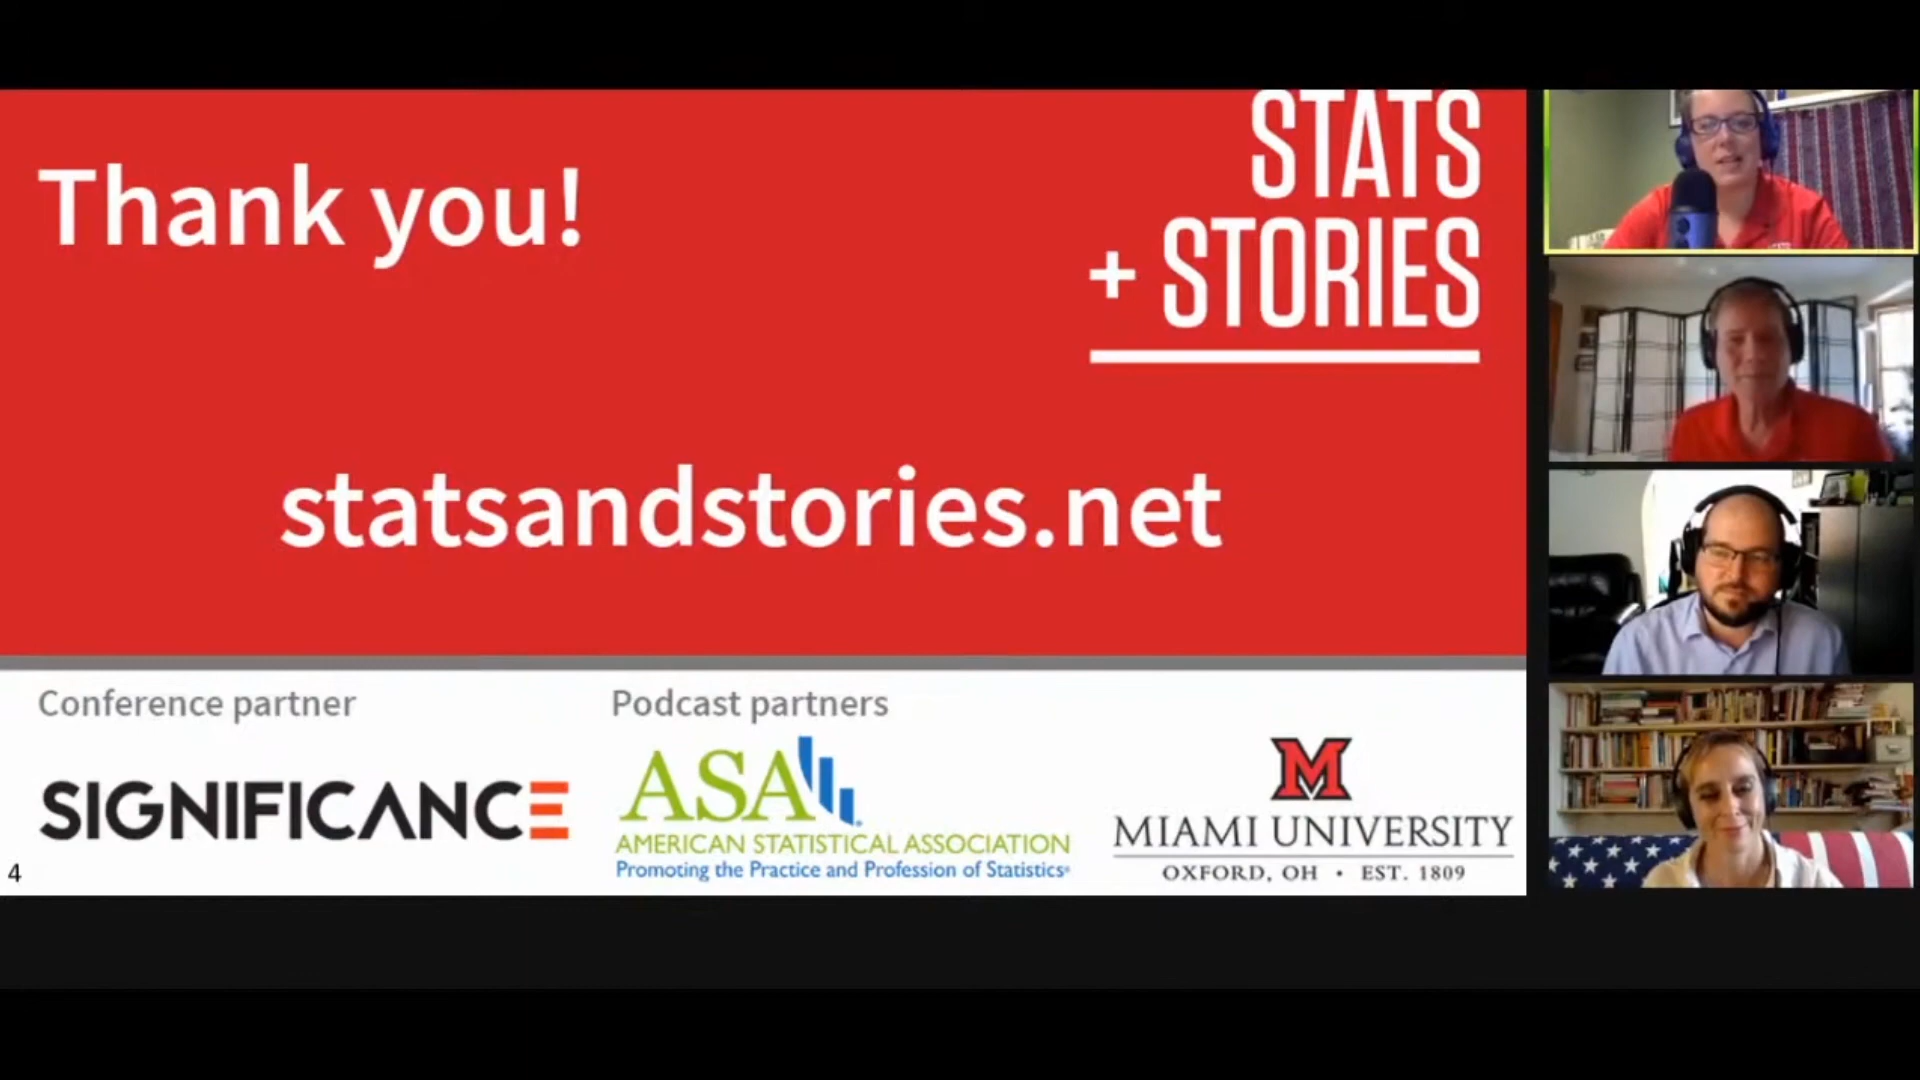 Thank you!
STATS
+ STORIES
statsandstories.net
Conference partner
Podcast partners
SIGNIFICANCE
ASA
AMERICAN STATISTICAL ASSOCIATION
Promoting the Practice and Profession of Statistics®
M
MIAMI UNIVERSITY
OXFORD, OH • EST. 1809
4